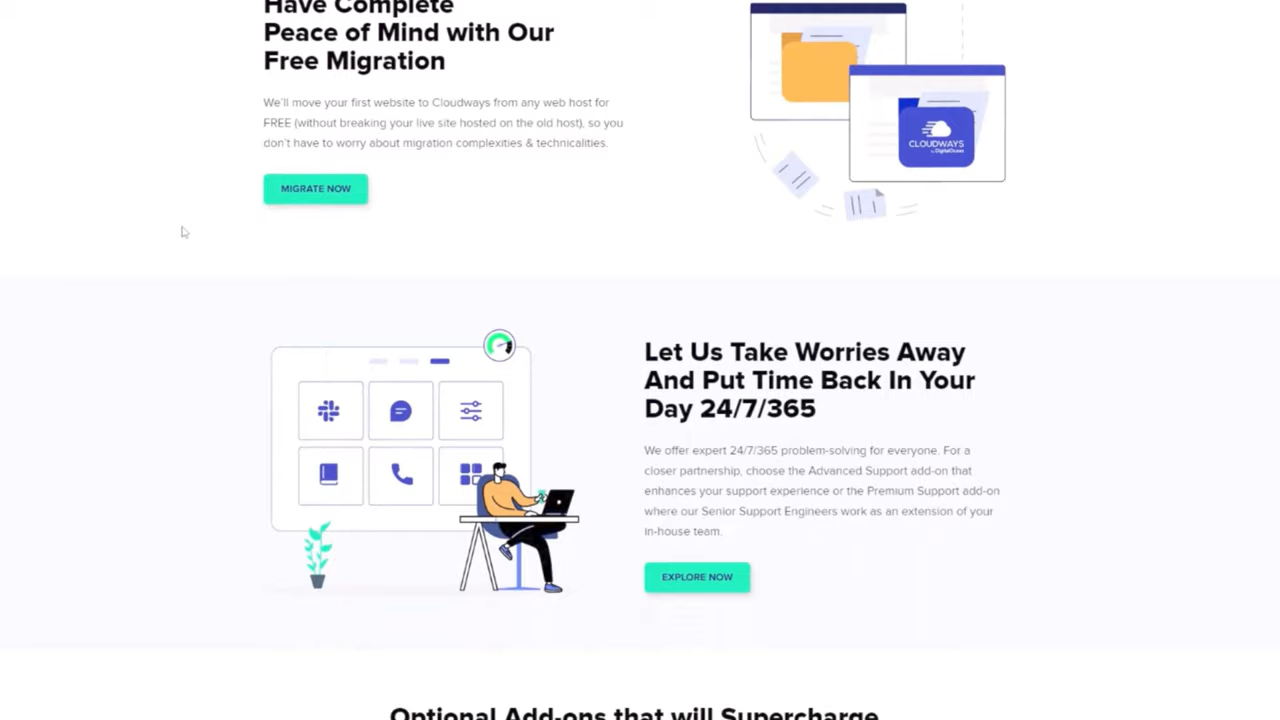 Have Complete
Peace of Mind with Our
Free Migration
We'll move your first website to Cloudways from any web host for
FREE (without breaking your live site hosted on the old host), so you
don't have to worry about migration complexities & technicalities.
MIGRATE NOW
CLOUDWAYS
by DigitalOcean
Let Us Take Worries Away
And Put Time Back In Your
Day 24/7/365
We offer expert 24/7/365 problem-solving for everyone. For a
closer partnership, choose the Advanced Support add-on that
enhances your support experience or the Premium Support add-on
where our Senior Support Engineers work as an extension of your
in-house team.
EXPLORE NOW
Optional Add-ons that will Supercharge